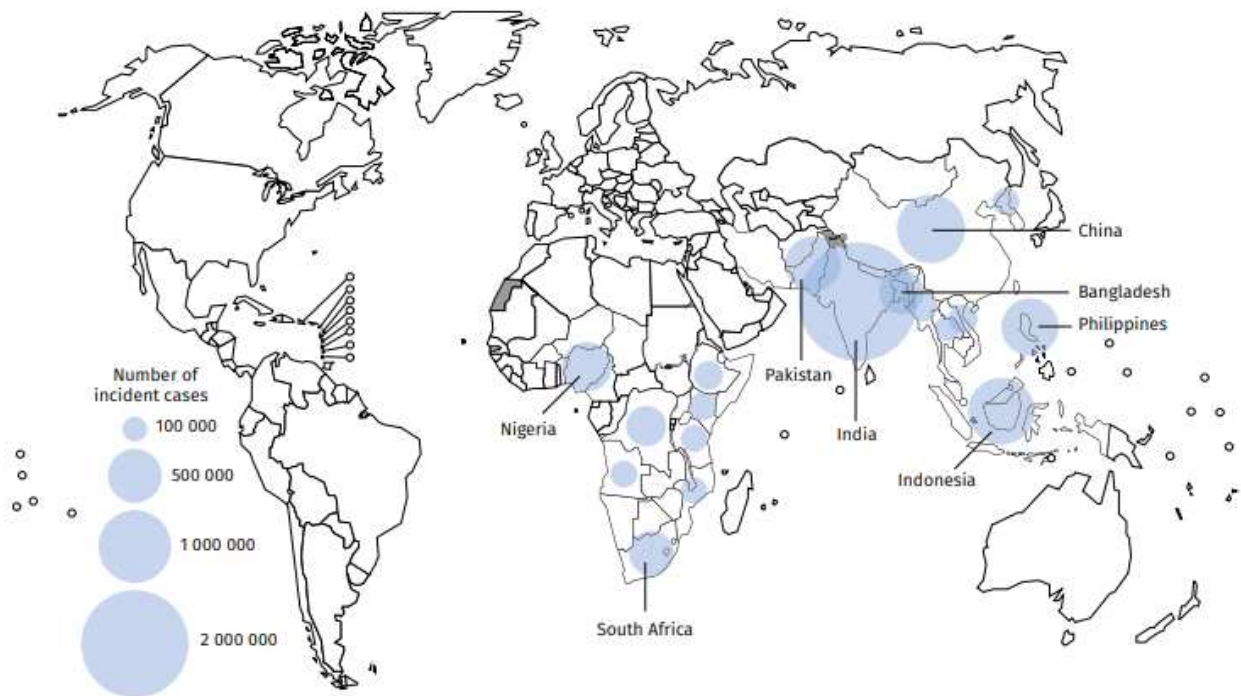 China
Bangladesh
Philippines
Pakistan
Nigeria
India
Indonesia
South Africa
Number of
incident cases
100 000
500 000
1 000 000
2 000 000